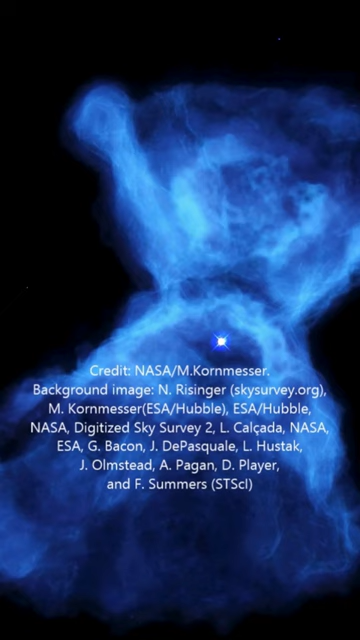 Credit: NASA/M.Kornmesser.
Background image: N. Risinger (skysurvey.org),
M. Kornmesser(ESA/Hubble), ESA/Hubble,
NASA, Digitized Sky Survey 2, L. Calçada, NASA,
ESA, G. Bacon, J. DePasquale, L. Hustak,
J. Olmstead, A. Pagan, D. Player,
and F. Summers (STScI)